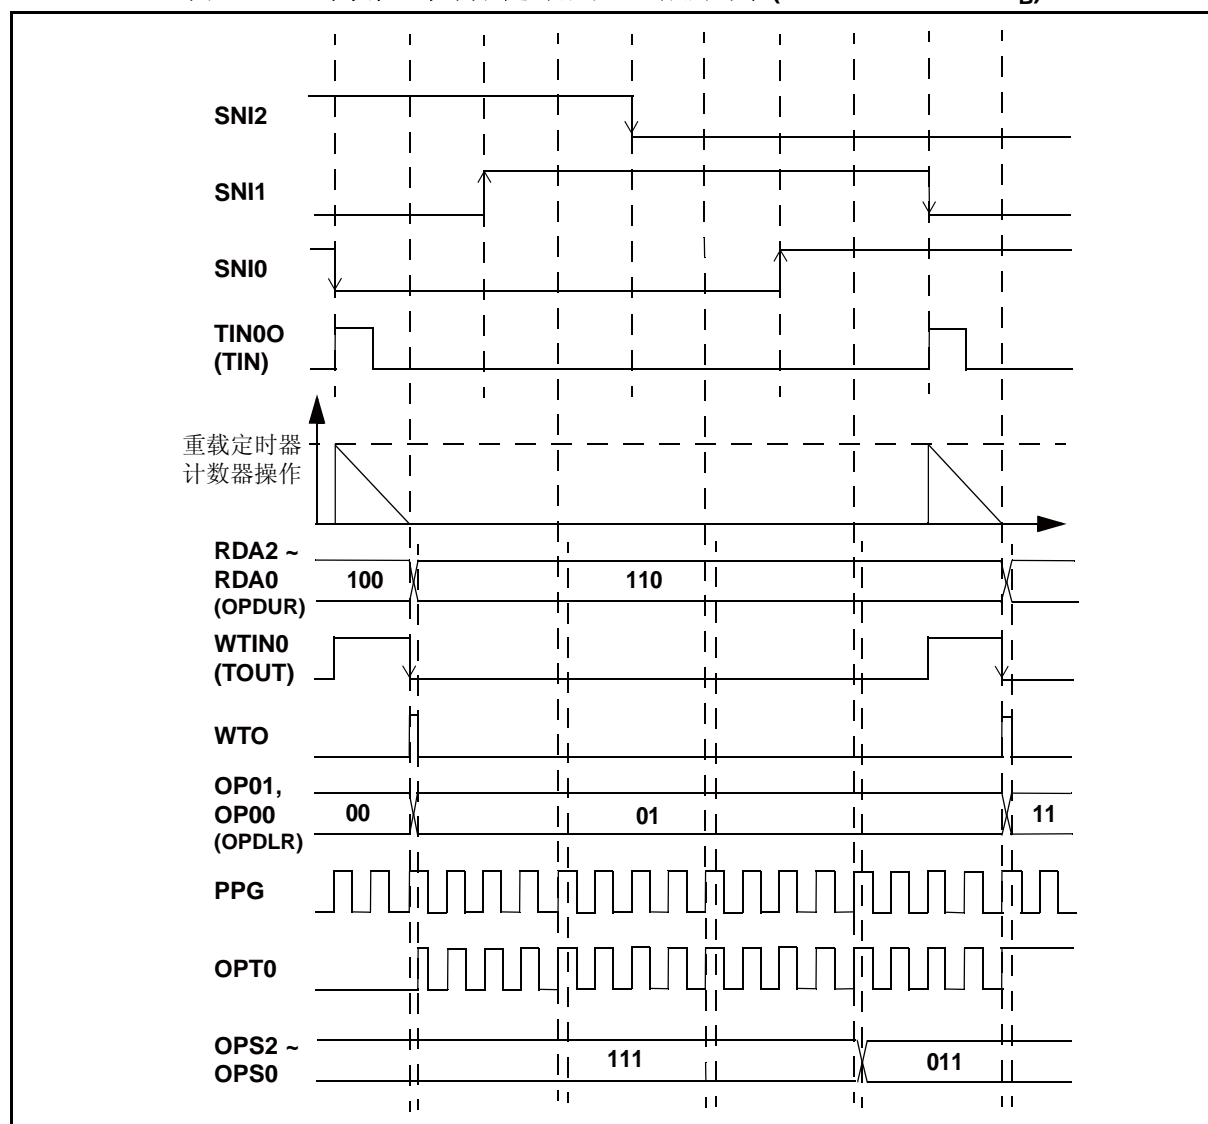 SNI2
SNI1
SNI0
TIN0O
(TIN)
重载定时器
计数器操作
RDA2 ~
RDA0
(OPDUR)
100
110
WTIN0
(TOUT)
WTO
OP01,
OP00
(OPDLR)
00
01
11
PPG
OPT0
OPS2 ~
OPS0
111
011